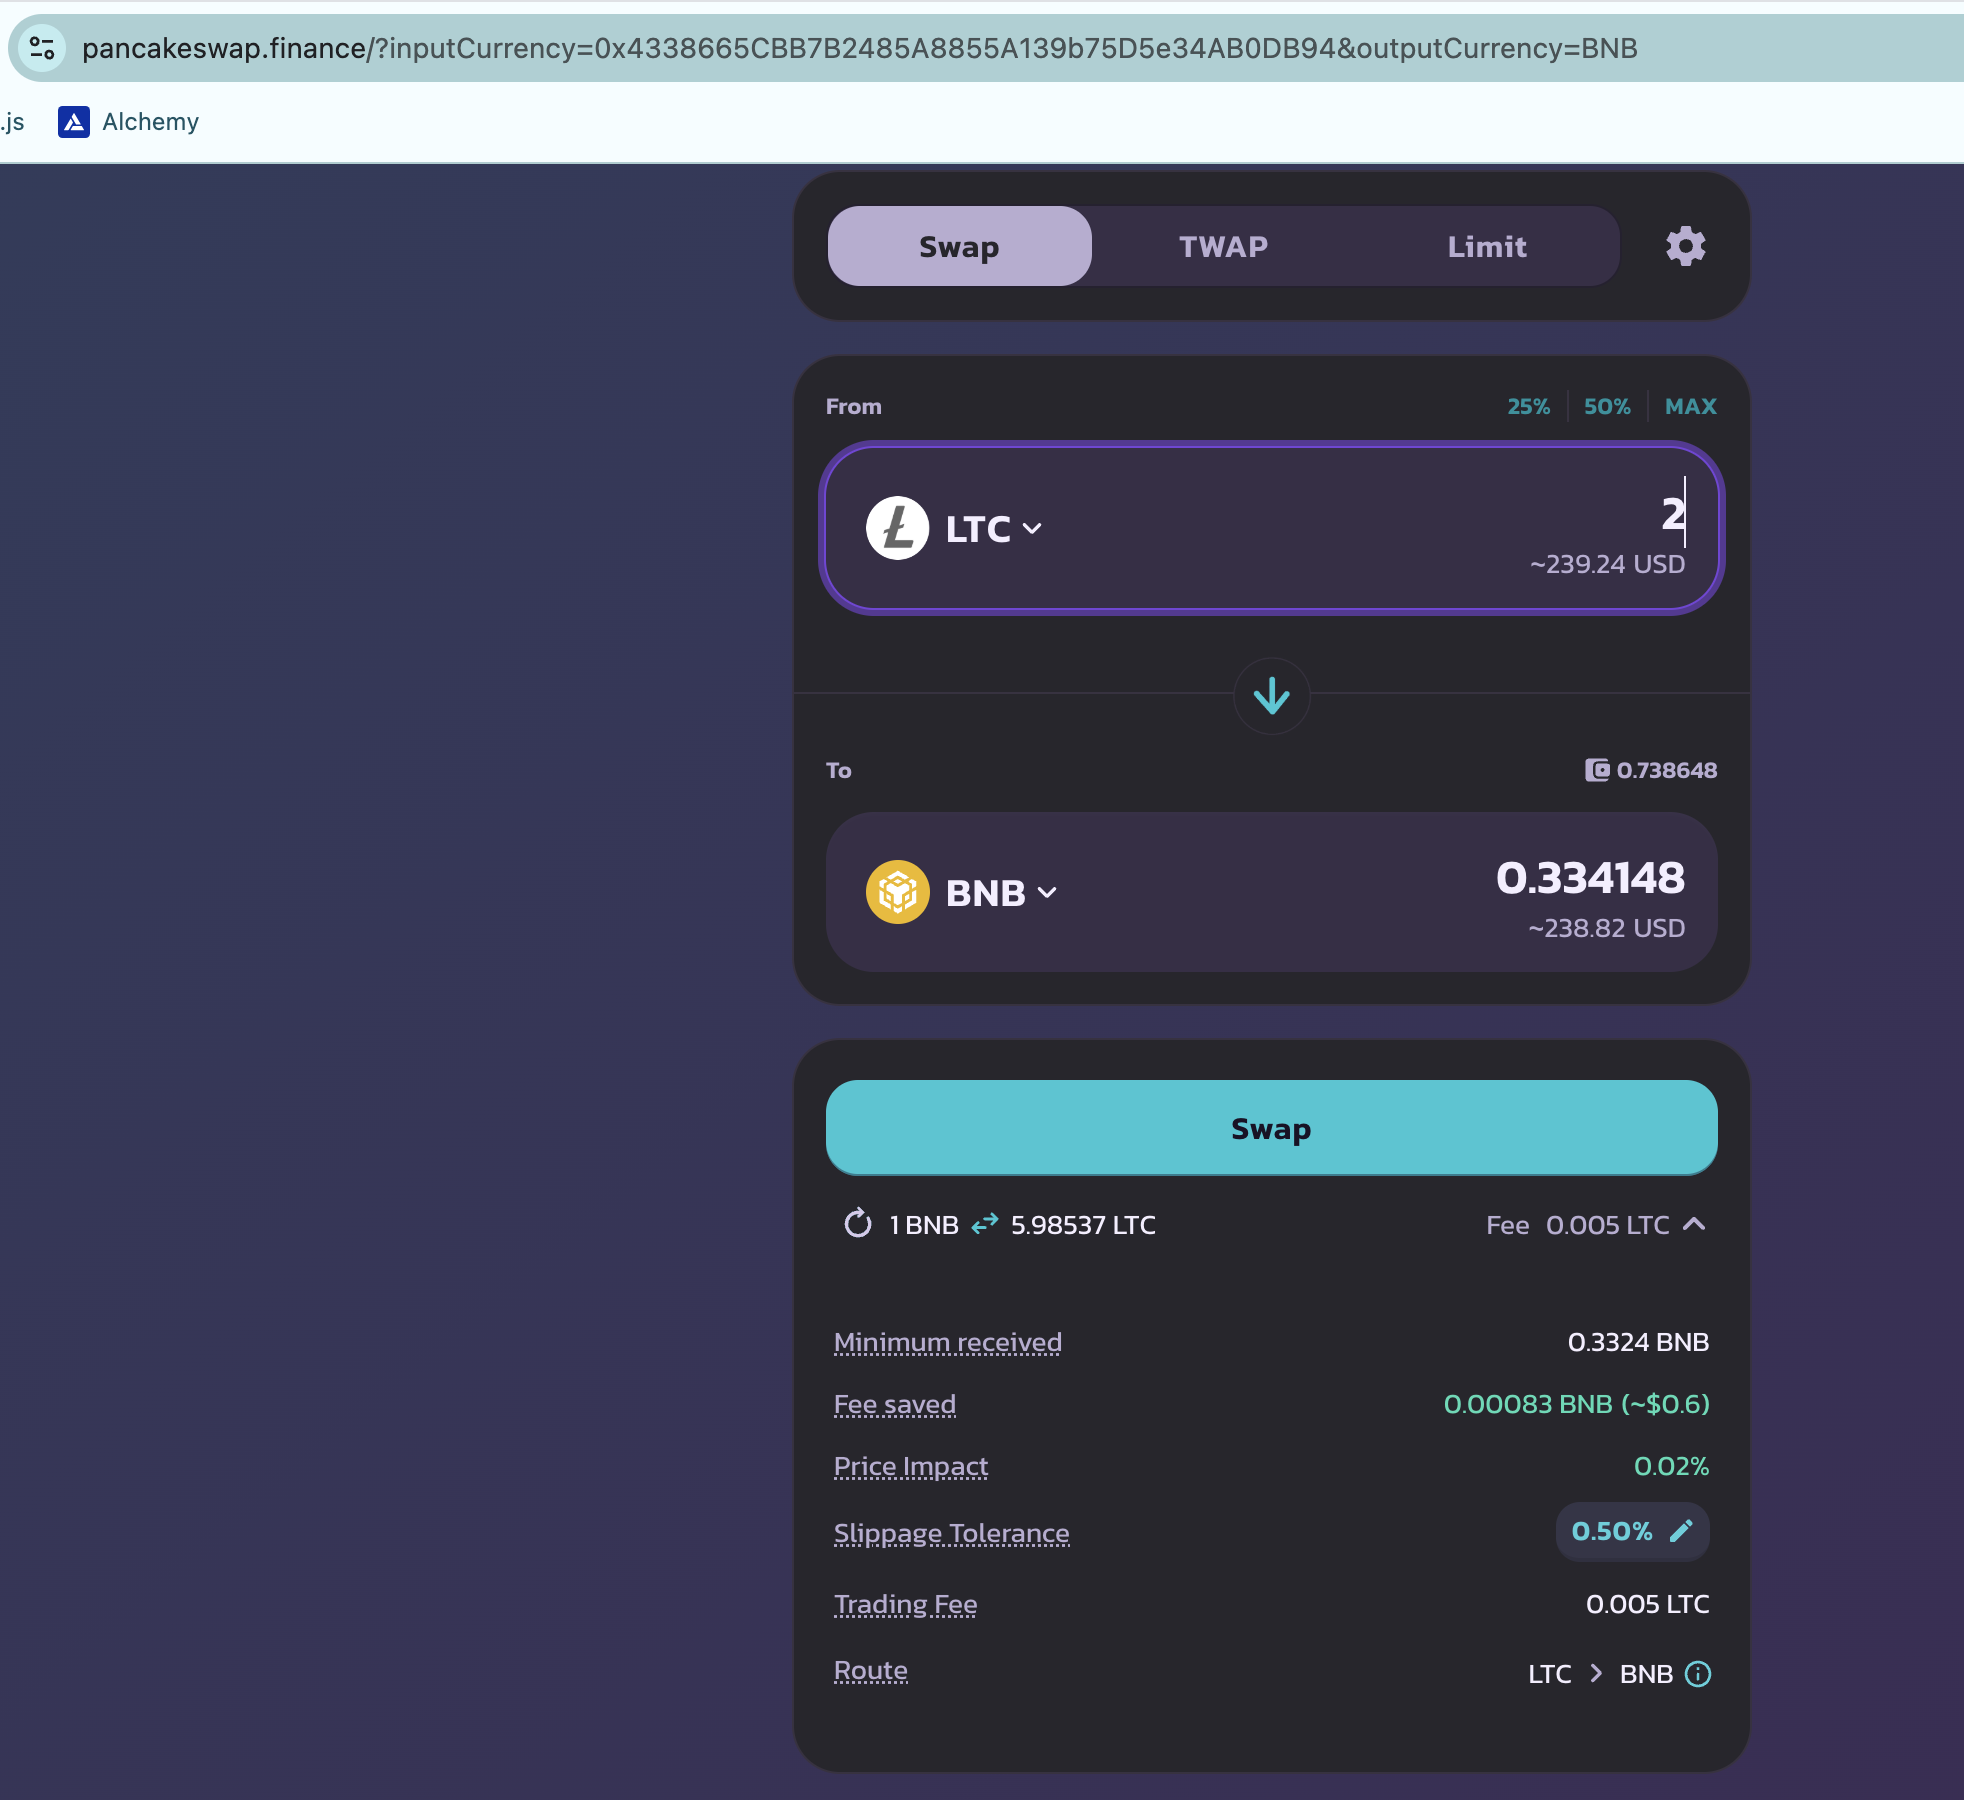 pancakeswap.finance/?inputCurrency=0x4338665CBB7B2485A8855A139b75D5e34AB0DB94&outputCurrency=BNB
.js Alchemy
Swap TWAP Limit
From 25% 50% MAX
LTC 2
~239.24 USD
To 0.738648
BNB 0.334148
~238.82 USD
Swap
1 BNB 5.98537 LTC Fee 0.005 LTC
Minimum received 0.3324 BNB
Fee saved 0.00083 BNB (~$0.6)
Price Impact 0.02%
Slippage Tolerance 0.50%
Trading Fee 0.005 LTC
Route LTC > BNB